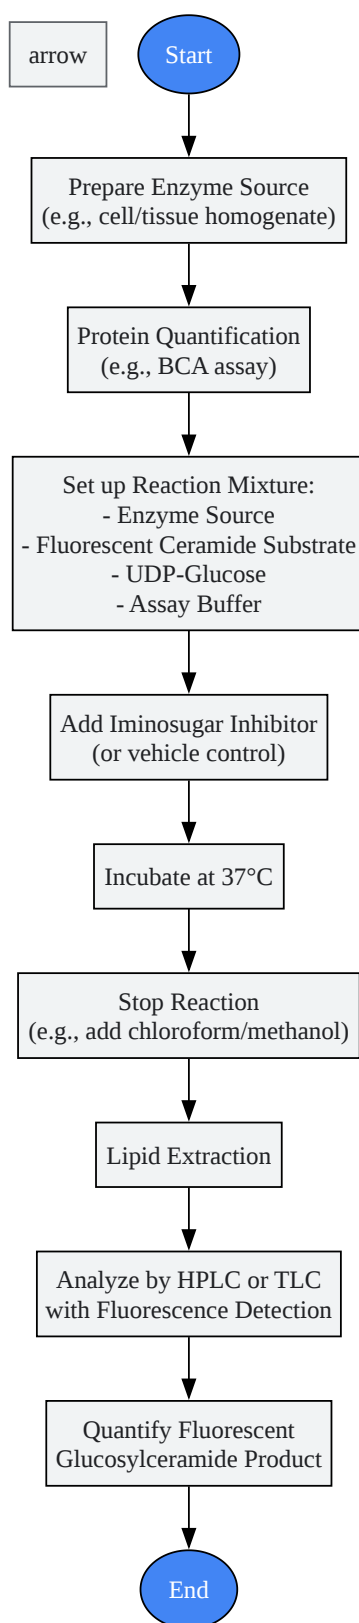 arrow
Start
Prepare Enzyme Source
(e.g., cell/tissue homogenate)
Protein Quantification
(e.g., BCA assay)
Set up Reaction Mixture:
- Enzyme Source
- Fluorescent Ceramide Substrate
- UDP-Glucose
- Assay Buffer
Add Iminosugar Inhibitor
(or vehicle control)
Incubate at 37°C
Stop Reaction
(e.g., add chloroform/methanol)
Lipid Extraction
Analyze by HPLC or TLC
with Fluorescence Detection
Quantify Fluorescent
Glucosylceramide Product
End